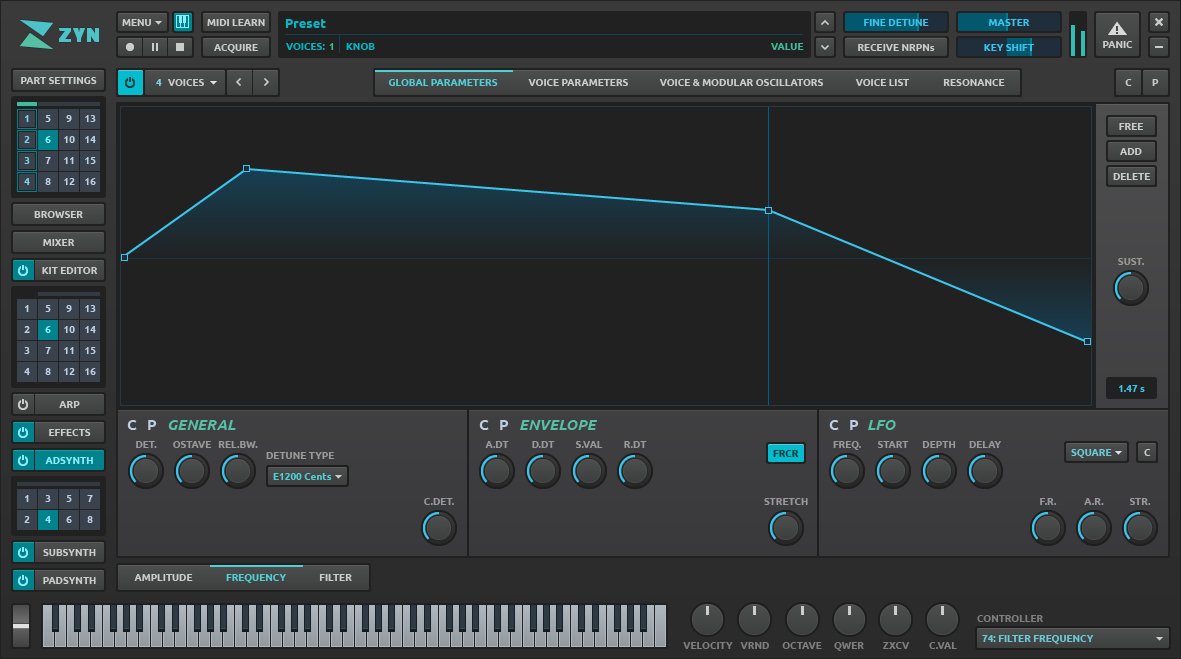 ZYN
MENU
MIDI LEARN
ACQUIRE
Preset
VOICES: 1 KNOB VALUE
FINE DETUNE
MASTER
RECEIVE NRPNs
KEY SHIFT
PANIC
PART SETTINGS
4 VOICES
GLOBAL PARAMETERS VOICE PARAMETERS VOICE & MODULAR OSCILLATORS VOICE LIST RESONANCE
C P
1 5 9 13
2 6 10 14
3 7 11 15
4 8 12 16
BROWSER
MIXER
KIT EDITOR
1 5 9 13
2 6 10 14
3 7 11 15
4 8 12 16
ARP
EFFECTS
ADSYNTH
1 3 5 7
2 4 6 8
SUBSYNTH
PADSYNTH
FREE
ADD
DELETE
SUST.
1.47 s
C P GENERAL
DET. OSTAVE REL.BW.
DETUNE TYPE
E1200 Cents
C.DET.
C P ENVELOPE
A.DT D.DT S.VAL R.DT
FRCR
STRETCH
C P LFO
FREQ. START DEPTH DELAY
SQUARE C
F.R. A.R. STR.
AMPLITUDE FREQUENCY FILTER
VELOCITY VRND OCTAVE QWER ZXCV C.VAL
CONTROLLER
74: FILTER FREQUENCY